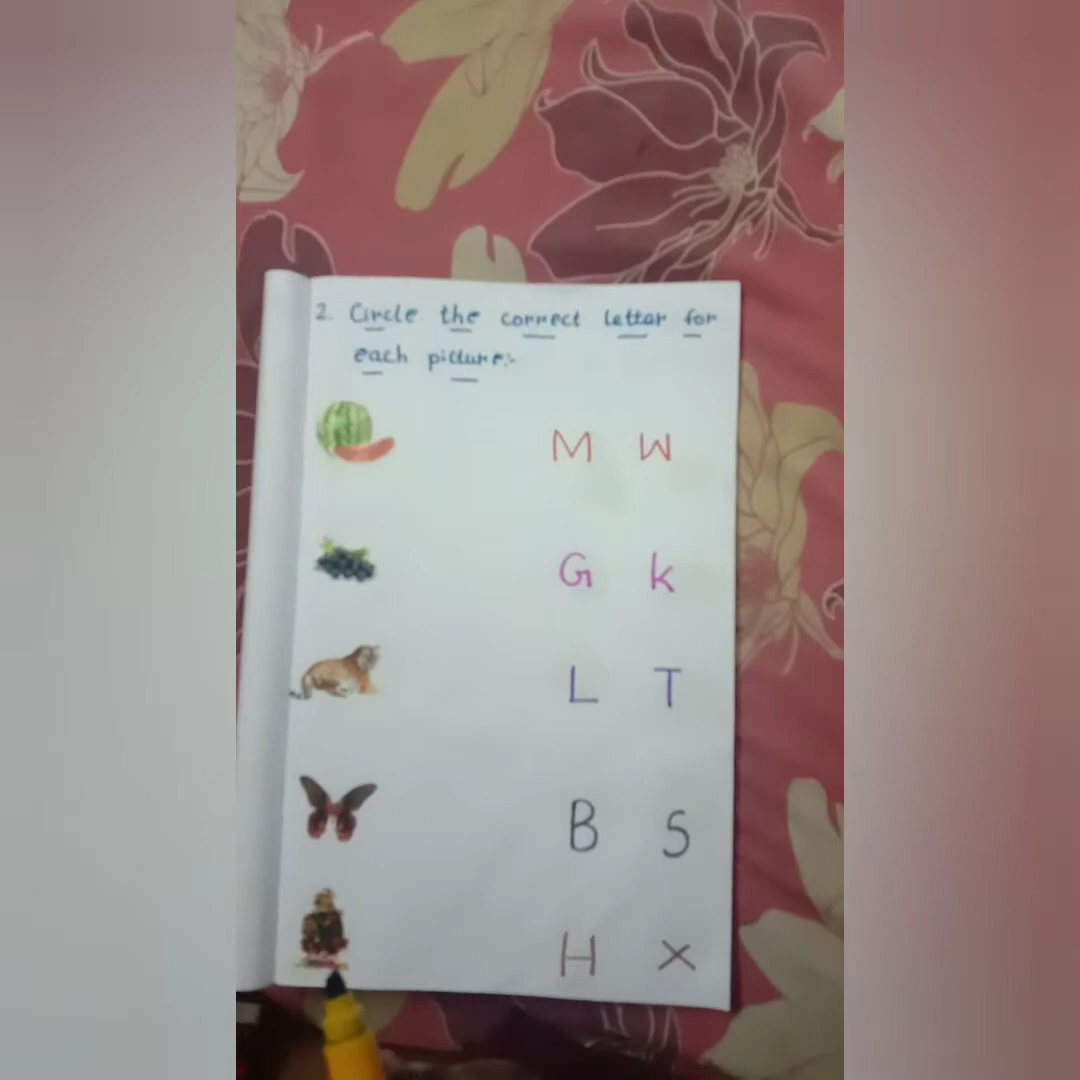 2. Circle the correct letter for
each picture:-
M W
G k
L T
B S
H X